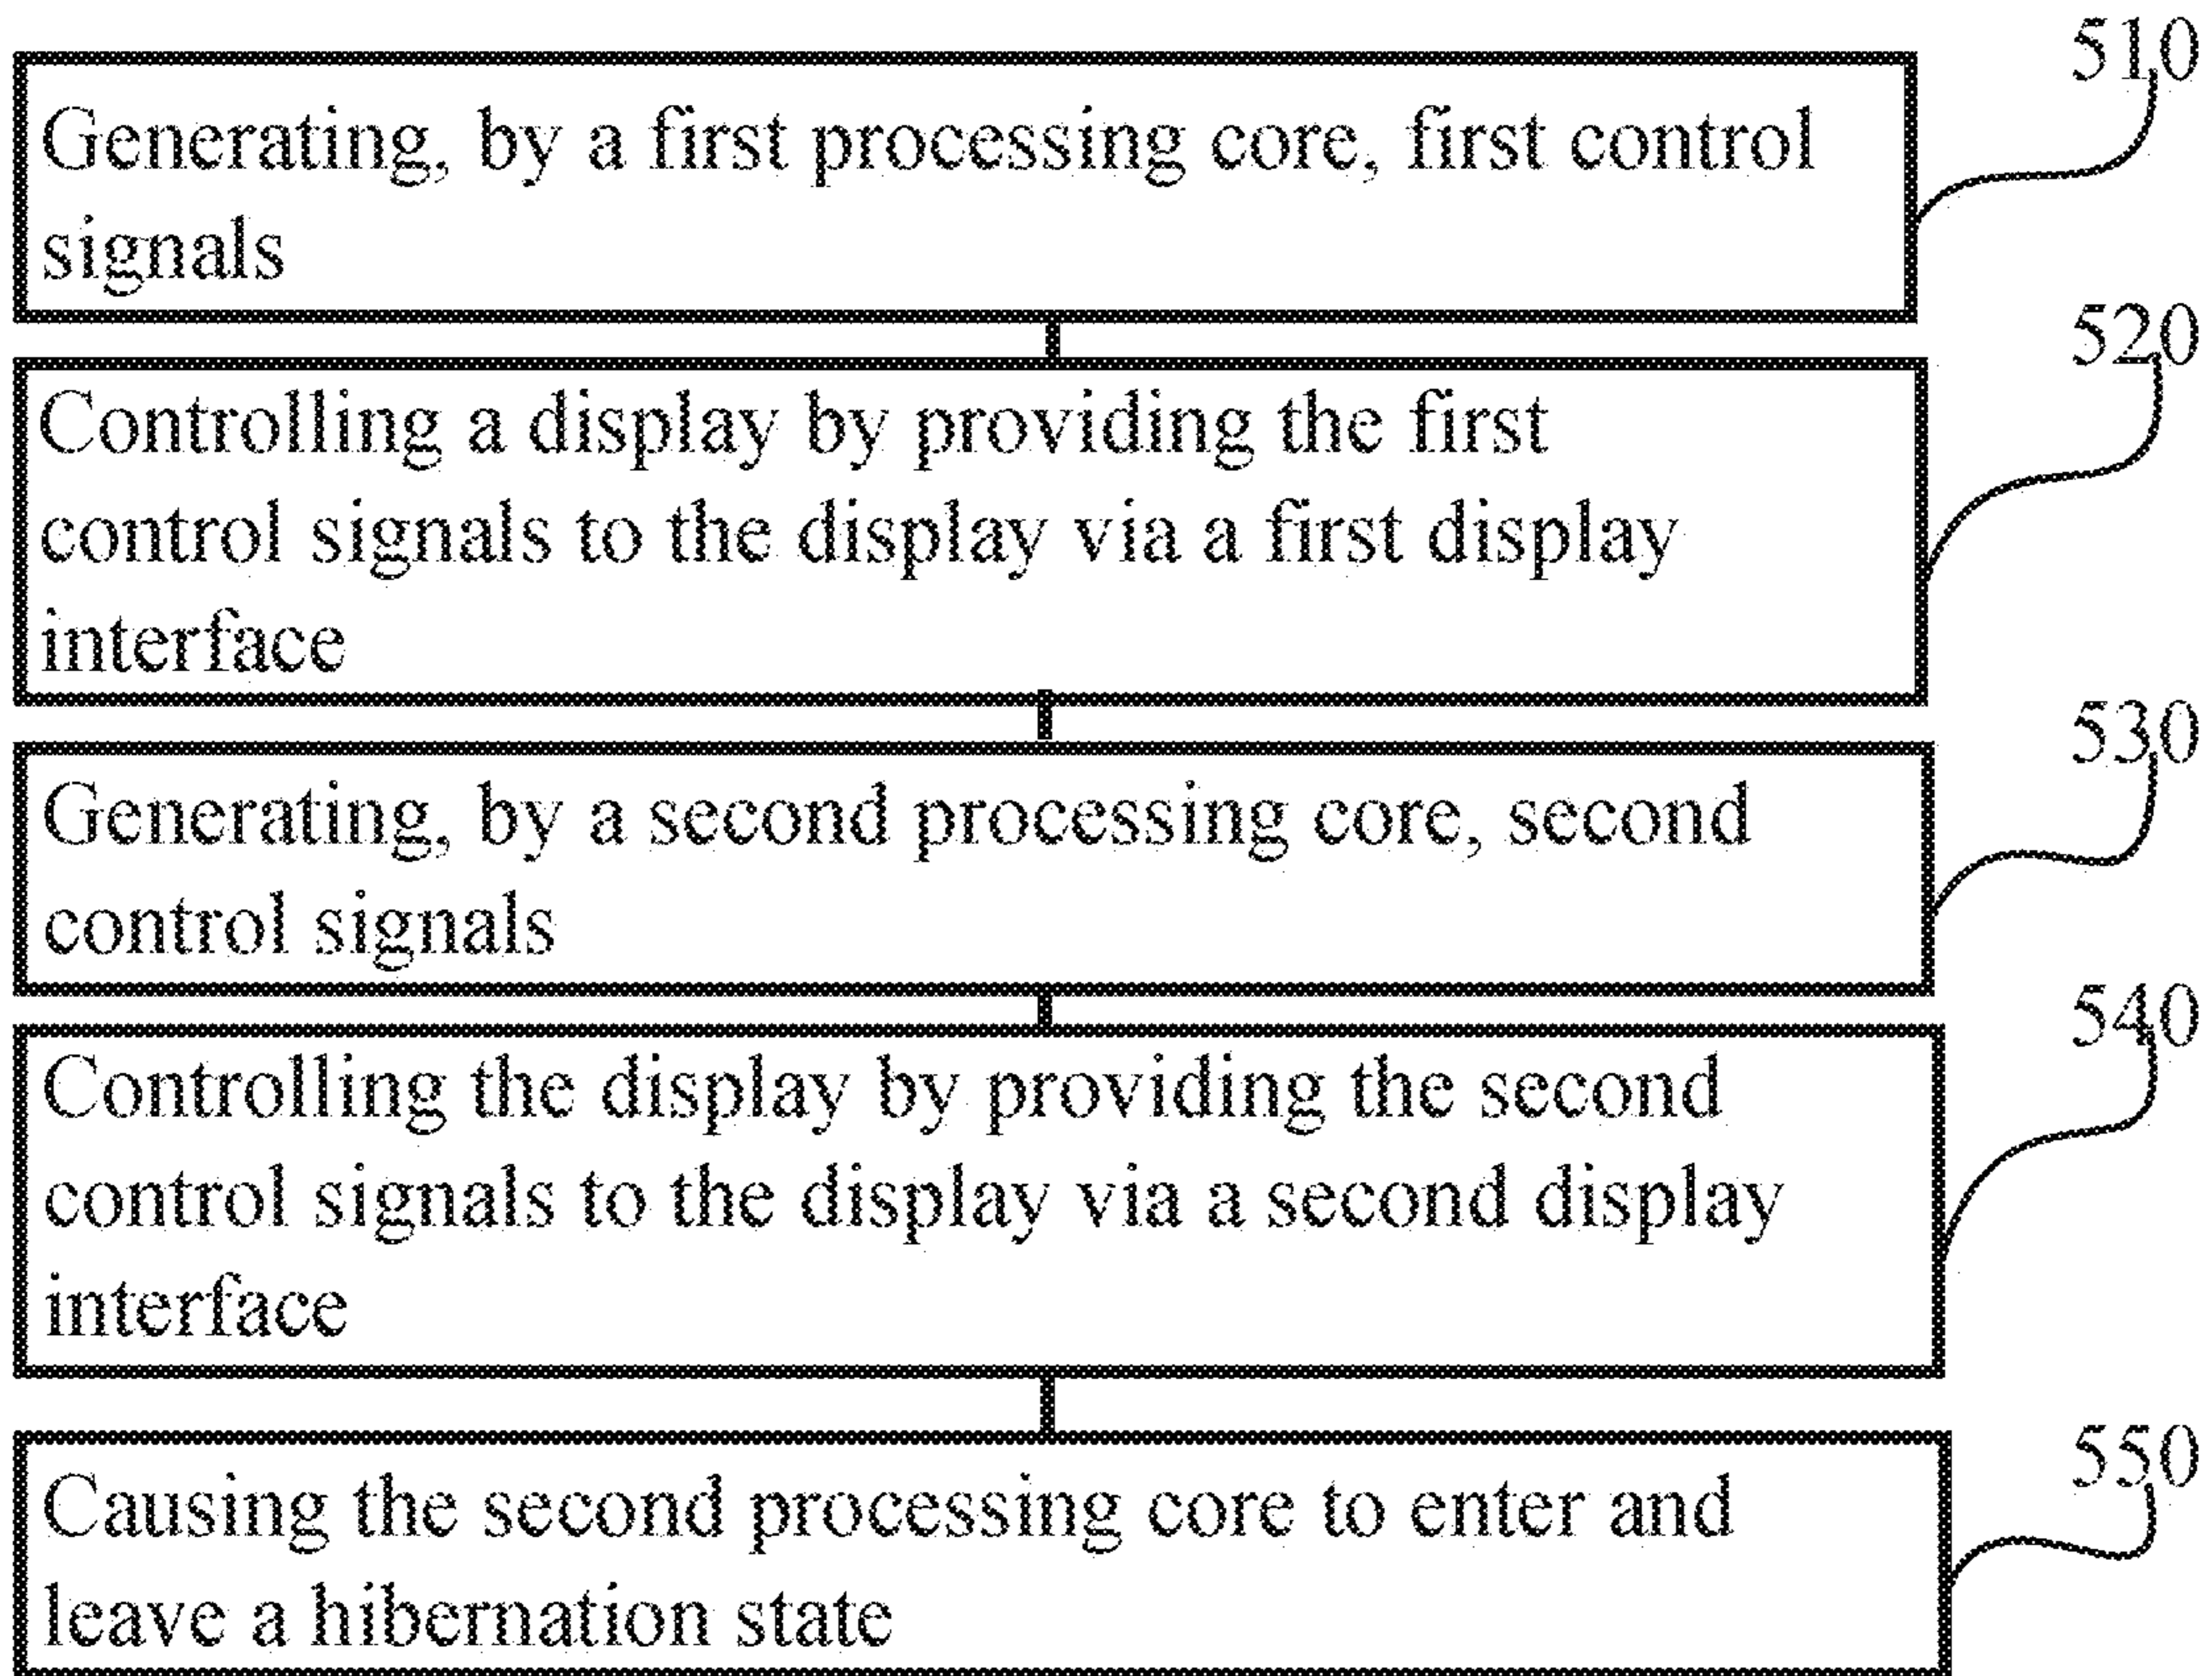 510
Generating, by a first processing core, first control
signals
520
Controlling a display by providing the first
control signals to the display via a first display
interface
530
Generating, by a second processing core, second
control signals
540
Controlling the display by providing the second
control signals to the display via a second display
interface
550
Causing the second processing core to enter and
leave a hibernation state